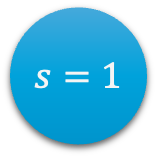 s = 1